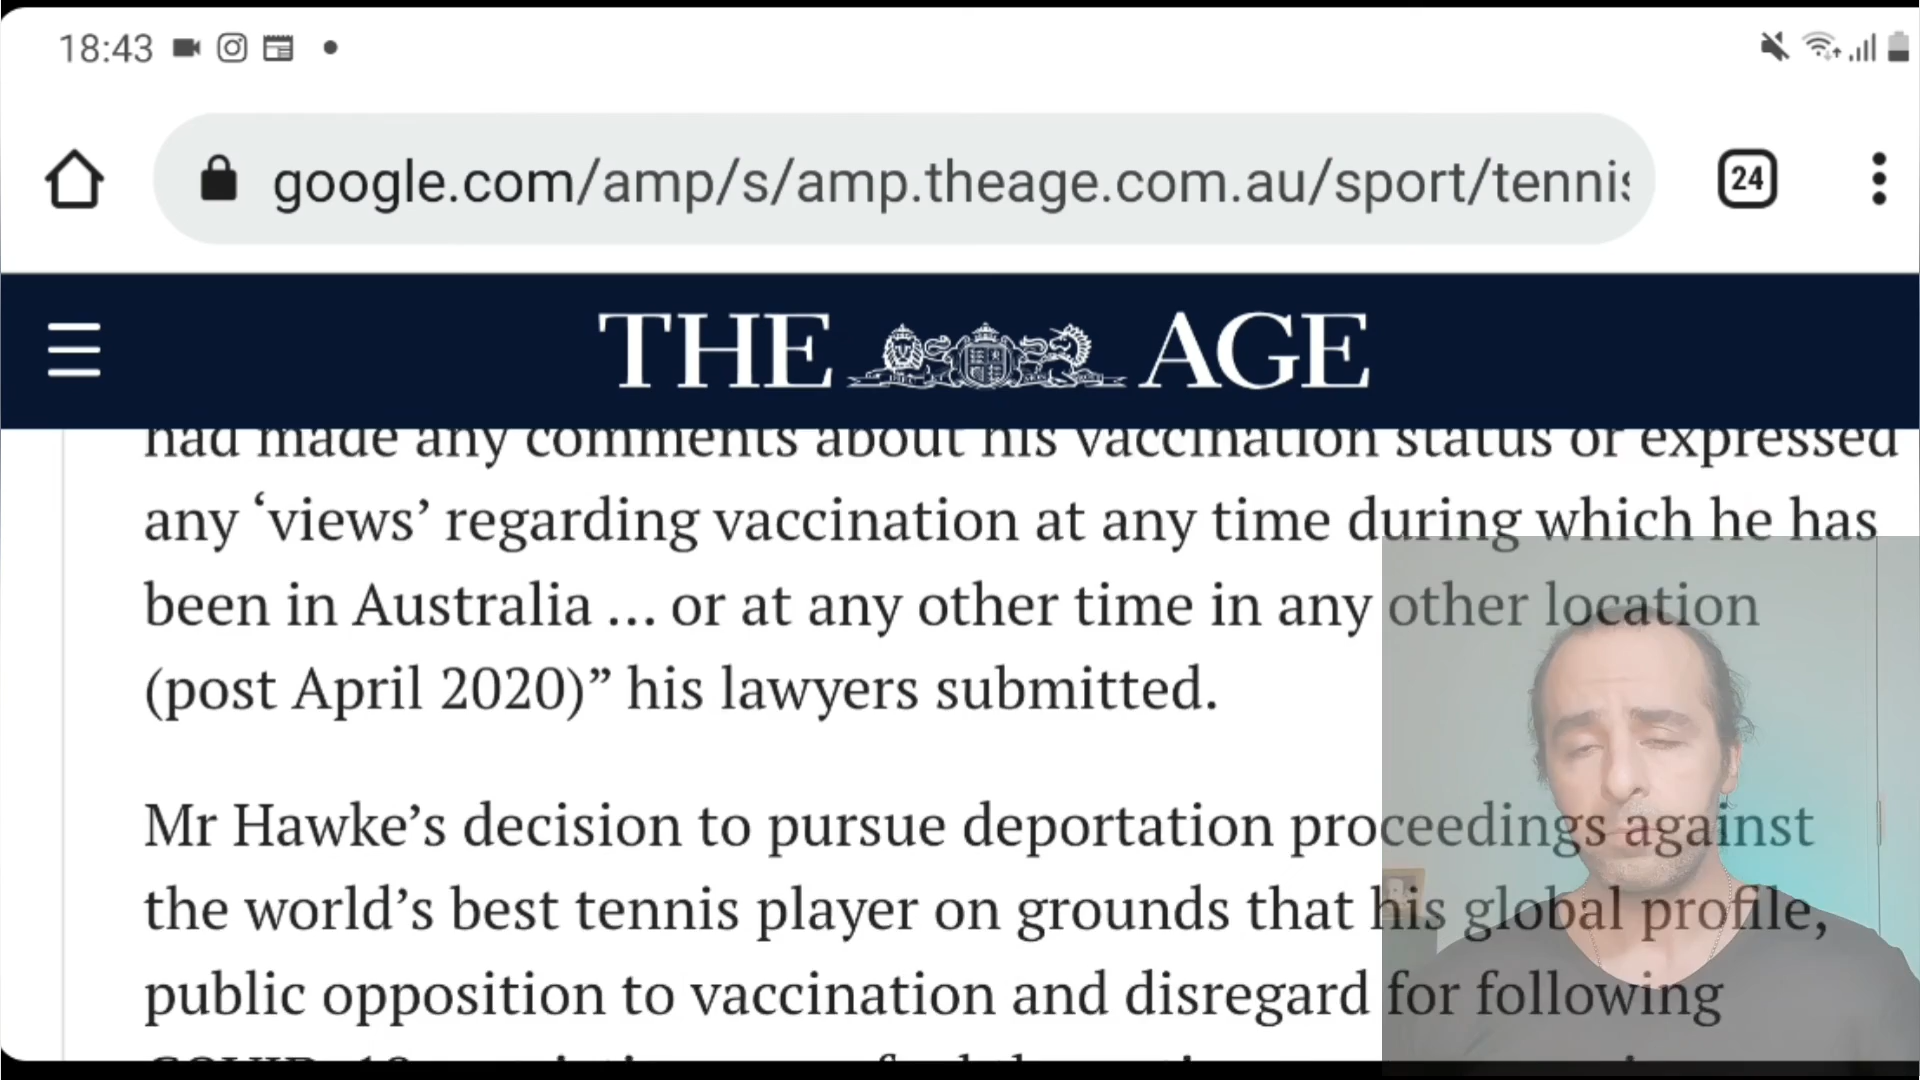 18:43
google.com/amp/s/amp.theage.com.au/sport/tennis
24
THE AGE
had made any comments about his vaccination status or expressed
any ‘views’ regarding vaccination at any time during which he has
been in Australia ... or at any other time in any other location
(post April 2020)” his lawyers submitted.
Mr Hawke’s decision to pursue deportation proceedings against
the world’s best tennis player on grounds that his global profile,
public opposition to vaccination and disregard for following